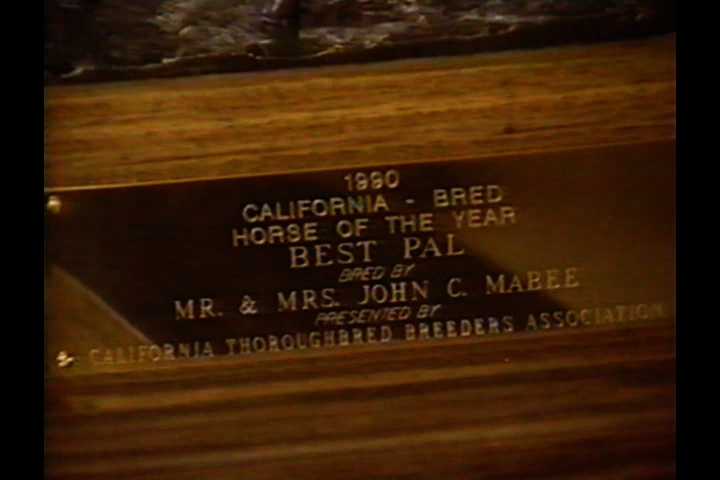 1990
CALIFORNIA - BRED
HORSE OF THE YEAR
BEST PAL
BRED BY
MR. & MRS. JOHN C. MABEE
PRESENTED BY
CALIFORNIA THOROUGHBRED BREEDERS ASSOCIATION